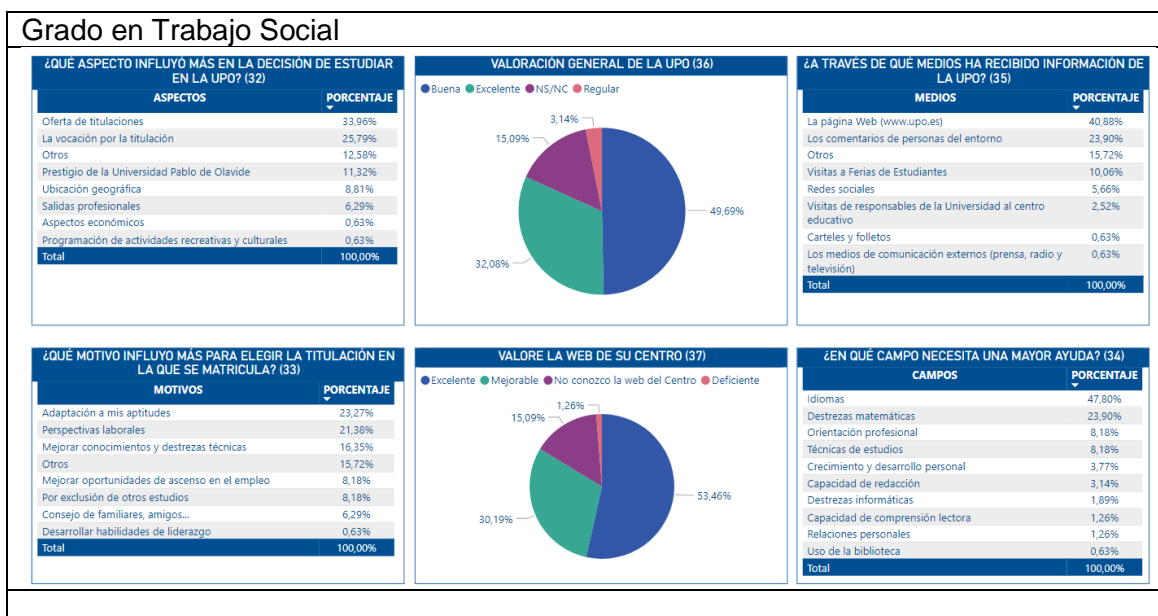 Grado en Trabajo Social
¿QUÉ ASPECTO INFLUYÓ MÁS EN LA DECISIÓN DE ESTUDIAR
EN LA UPO? (32)
ASPECTOS PORCENTAJE
Oferta de titulaciones 33,96%
La vocación por la titulación 25,79%
Otros 12,58%
Prestigio de la Universidad Pablo de Olavide 11,32%
Ubicación geográfica 8,81%
Salidas profesionales 6,29%
Aspectos económicos 0,63%
Programación de actividades recreativas y culturales 0,63%
Total 100,00%
VALORACIÓN GENERAL DE LA UPO (36)
Buena Excelente NS/NC Regular
3,14%
15,09%
49,69%
32,08%
¿A TRAVÉS DE QUÉ MEDIOS HA RECIBIDO INFORMACIÓN DE
LA UPO? (35)
MEDIOS PORCENTAJE
La página Web (www.upo.es) 40,88%
Los comentarios de personas del entorno 23,90%
Otros 15,72%
Visitas a Ferias de Estudiantes 10,06%
Redes sociales 5,66%
Visitas de responsables de la Universidad al centro 2,52%
educativo
Carteles y folletos 0,63%
Los medios de comunicación externos (prensa, radio y 0,63%
televisión)
Total 100,00%
¿QUÉ MOTIVO INFLUYO MÁS PARA ELEGIR LA TITULACIÓN EN
LA QUE SE MATRICULA? (33)
MOTIVOS PORCENTAJE
Adaptación a mis aptitudes 23,27%
Perspectivas laborales 21,38%
Mejorar conocimientos y destrezas técnicas 16,35%
Otros 15,72%
Mejorar oportunidades de ascenso en el empleo 8,18%
Por exclusión de otros estudios 8,18%
Consejo de familiares, amigos... 6,29%
Desarrollar habilidades de liderazgo 0,63%
Total 100,00%
VALORE LA WEB DE SU CENTRO (37)
Excelente Mejorable No conozco la web del Centro Deficiente
1,26%
15,09%
53,46%
30,19%
¿EN QUÉ CAMPO NECESITA UNA MAYOR AYUDA? (34)
CAMPOS PORCENTAJE
Idiomas 47,80%
Destrezas matemáticas 23,90%
Orientación profesional 8,18%
Técnicas de estudios 8,18%
Crecimiento y desarrollo personal 3,77%
Capacidad de redacción 3,14%
Destrezas informáticas 1,89%
Capacidad de comprensión lectora 1,26%
Relaciones personales 1,26%
Uso de la biblioteca 0,63%
Total 100,00%